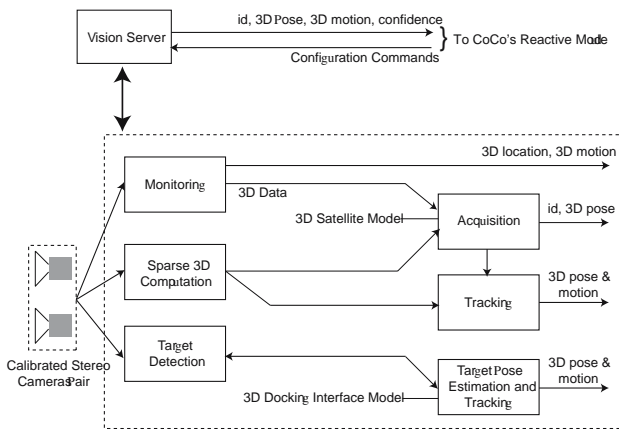 id, 3D Pose, 3D motion, confidence
Vision Server
To CoCo's Reactive Module
Configuration Commands
3D location, 3D motion
Monitoring
3D Data
3D Satellite Model
Acquisition
id, 3D pose
Sparse 3D
Computation
Tracking
3D pose &
motion
Calibrated Stereo
Cameras Pair
Target
Detection
3D Docking Interface Model
Target Pose
Estimation and
Tracking
3D pose &
motion